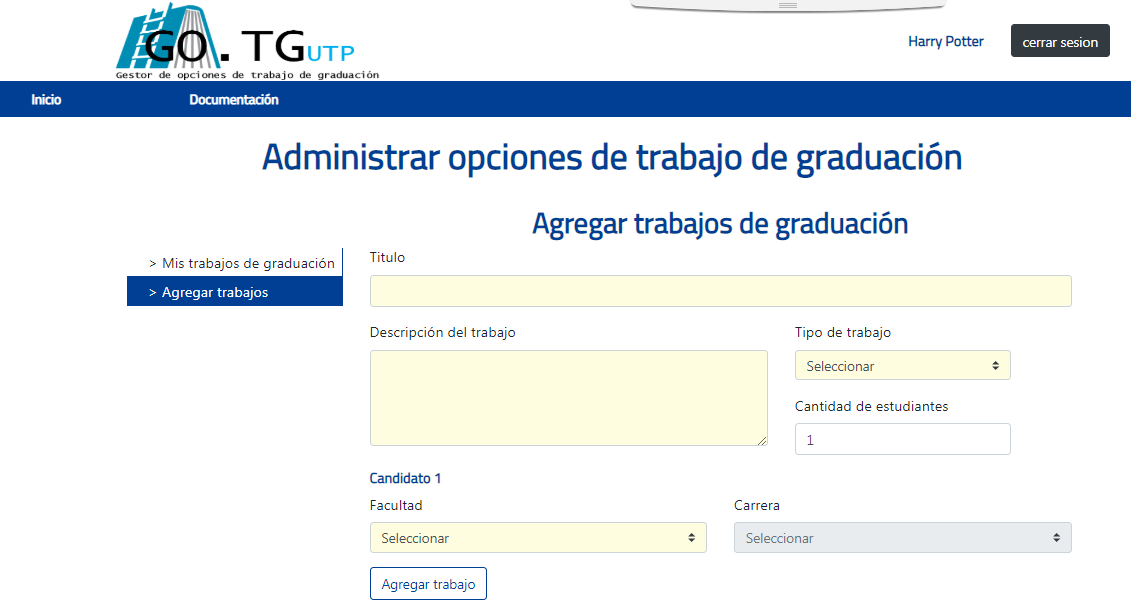 GO.TG UTP
Gestor de opciones de trabajo de graduación
Harry Potter
cerrar sesion
Inicio
Documentación
Administrar opciones de trabajo de graduación
Agregar trabajos de graduación
> Mis trabajos de graduación
> Agregar trabajos
Titulo
Descripción del trabajo
Tipo de trabajo
Seleccionar
Cantidad de estudiantes
1
Candidato 1
Facultad
Carrera
Seleccionar
Seleccionar
Agregar trabajo